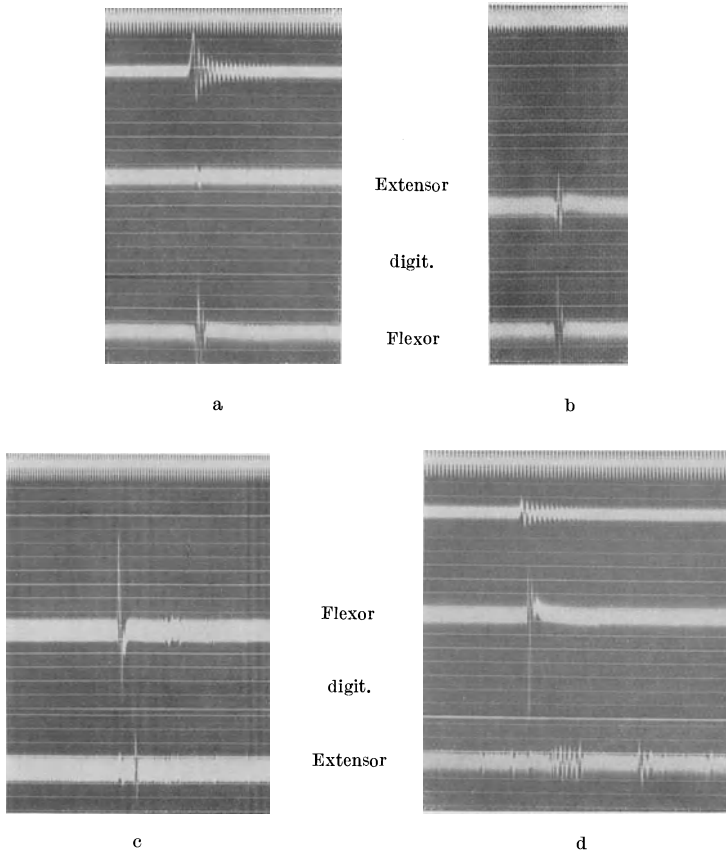 Extensor
digit.
Flexor
a
b
Flexor
digit.
Extensor
c
d